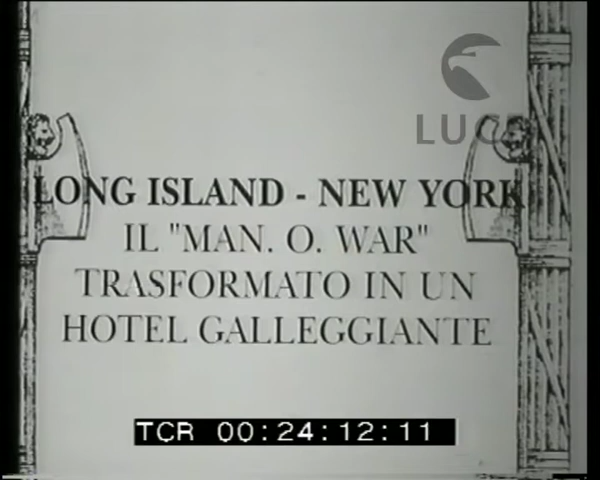 LUCE
LONG ISLAND - NEW YORK
IL "MAN. O. WAR"
TRASFORMATO IN UN
HOTEL GALLEGGIANTE
TCR 00:24:12:11